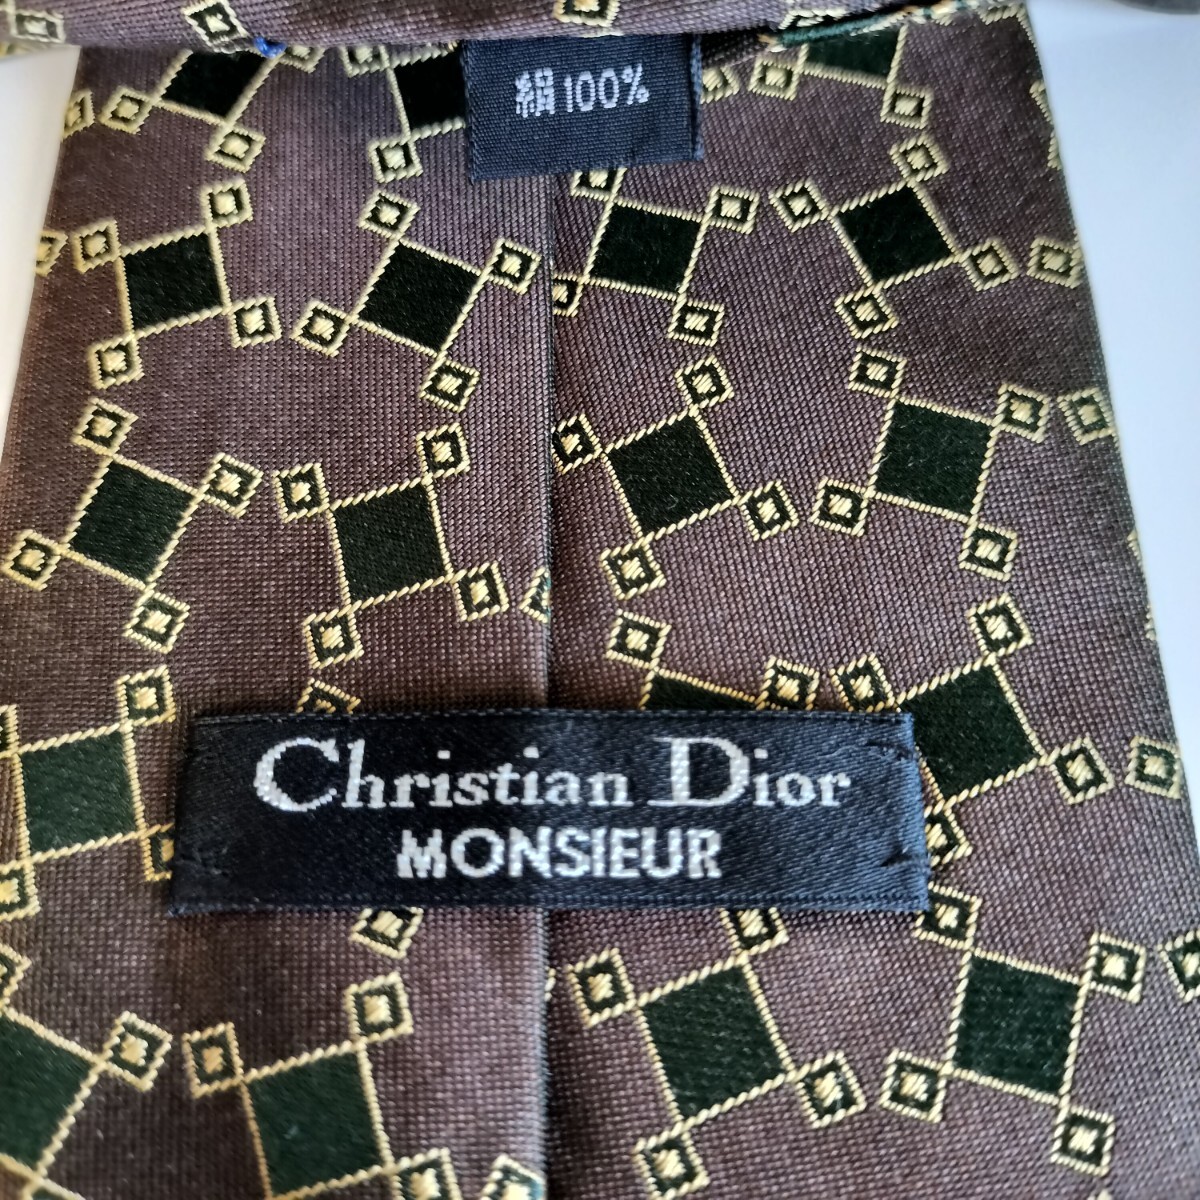 絹100%
Christian Dior
MONSIEUR